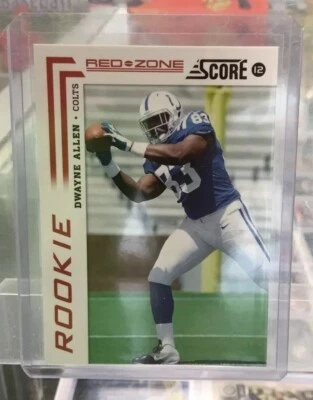 RED ZONE SCORE 12
ROOKIE
DWAYNE ALLEN • COLTS
83